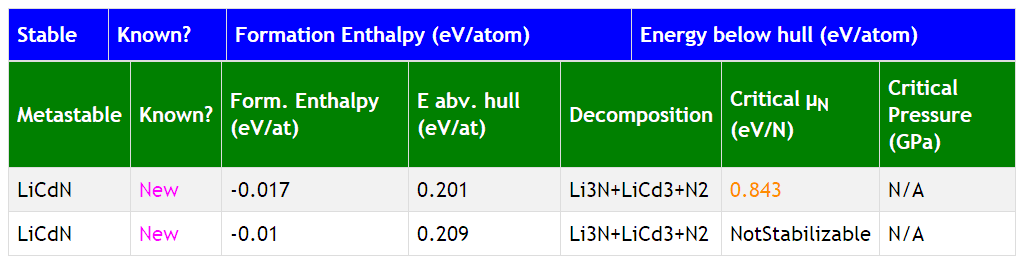 Stable Known? Formation Enthalpy (eV/atom) Energy below hull (eV/atom)
Metastable Known? Form. Enthalpy (eV/at) E abv. hull (eV/at) Decomposition Critical μN (eV/N) Critical Pressure (GPa)
LiCdN New -0.017 0.201 Li3N+LiCd3+N2 0.843 N/A
LiCdN New -0.01 0.209 Li3N+LiCd3+N2 NotStabilizable N/A